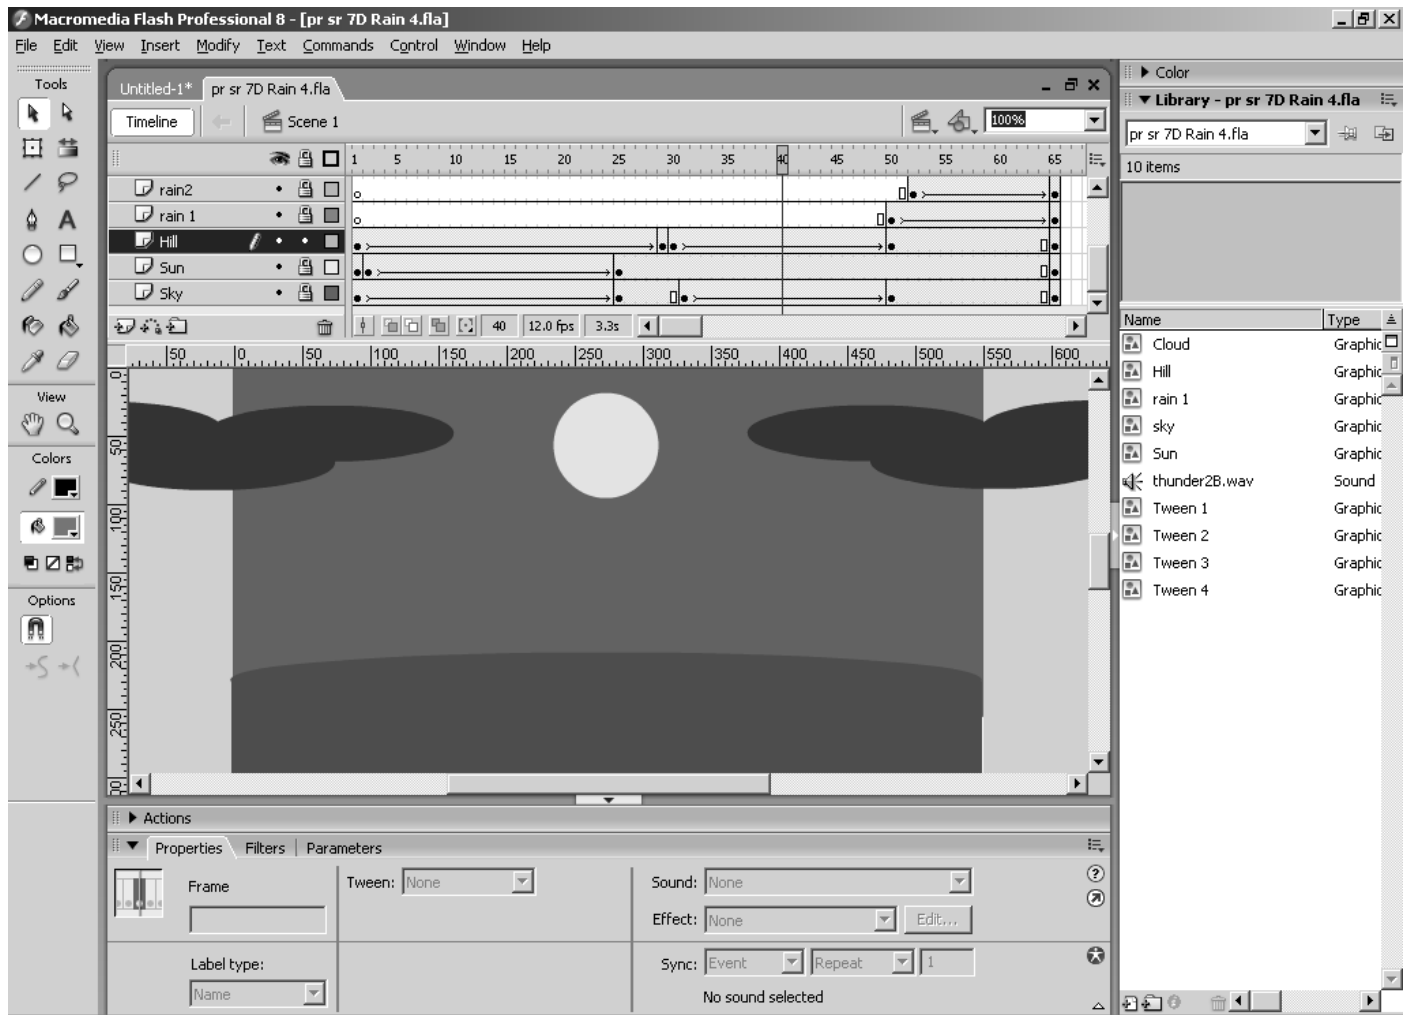 Macromedia Flash Professional 8 - [pr sr 7D Rain 4.fla]
File Edit View Insert Modify Text Commands Control Window Help
Tools
View
Colors
Options
Untitled-1* pr sr 7D Rain 4.fla
Timeline Scene 1 100%
1 5 10 15 20 25 30 35 40 45 50 55 60 65
rain2
rain 1
Hill
Sun
Sky
40 12.0 fps 3.3s
50 0 50 100 150 200 250 300 350 400 450 500 550 600
0
50
100
150
200
250
Actions
Properties Filters Parameters
Frame
Label type:
Name
Tween: None
Sound: None
Effect: None Edit...
Sync: Event Repeat 1
No sound selected
Color
Library - pr sr 7D Rain 4.fla
pr sr 7D Rain 4.fla
10 items
Name Type
Cloud Graphic
Hill Graphic
rain 1 Graphic
sky Graphic
Sun Graphic
thunder2B.wav Sound
Tween 1 Graphic
Tween 2 Graphic
Tween 3 Graphic
Tween 4 Graphic